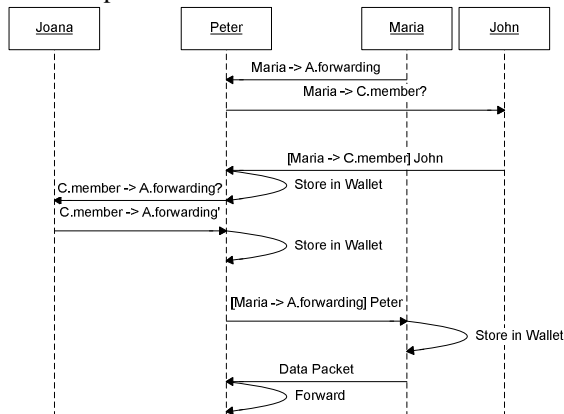 Joana
Peter
Maria
John
Maria -> A.forwarding
Maria -> C.member?
[Maria -> C.member] John
Store in Wallet
C.member -> A.forwarding?
C.member -> A.forwarding'
Store in Wallet
[Maria -> A.forwarding] Peter
Store in Wallet
Data Packet
Forward